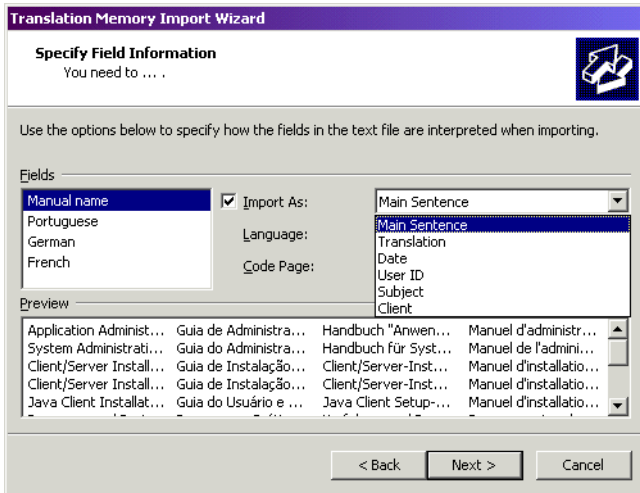 Translation Memory Import Wizard
Specify Field Information
You need to ... .
Use the options below to specify how the fields in the text file are interpreted when importing.
Fields
Manual name
Portuguese
German
French
Import As:
Main Sentence
Language:
Code Page:
Main Sentence
Translation
Date
User ID
Subject
Client
Preview
Application Administ... Guia de Administra... Handbuch "Anwen... Manuel d'administr...
System Administrati... Guia do Administra... Handbuch für Syst... Manuel de l'admini...
Client/Server Install... Guia de Instalação... Client/Server-Inst... Manuel d'installatio...
Client/Server Install... Guia de Instalação... Client/Server-Inst... Manuel d'installatio...
Java Client Installat... Guia do Usuário e ... Java Client Setup-... Manuel d'installatio...
< Back
Next >
Cancel